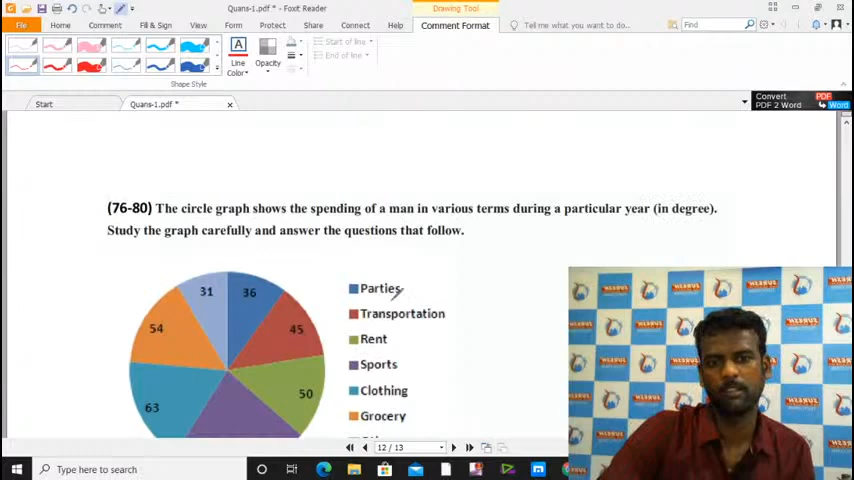 Quans-1.pdf * - Foxt Reader
Drawing Tool
File
Home
Comment
Fill & Sign
View
Form
Protect
Share
Connect
Help
Comment Format
Tell me what you want to do...
Find
Line
Color
Opacity
Start of line
End of line
Shape Style
Start
Quans-1.pdf *
Convert
PDF 2 Word
PDF
Word
(76-80) The circle graph shows the spending of a man in various terms during a particular year (in degree).
Study the graph carefully and answer the questions that follow.
31
36
54
45
50
63
Parties
Transportation
Rent
Sports
Clothing
Grocery
12 / 13
Type here to search